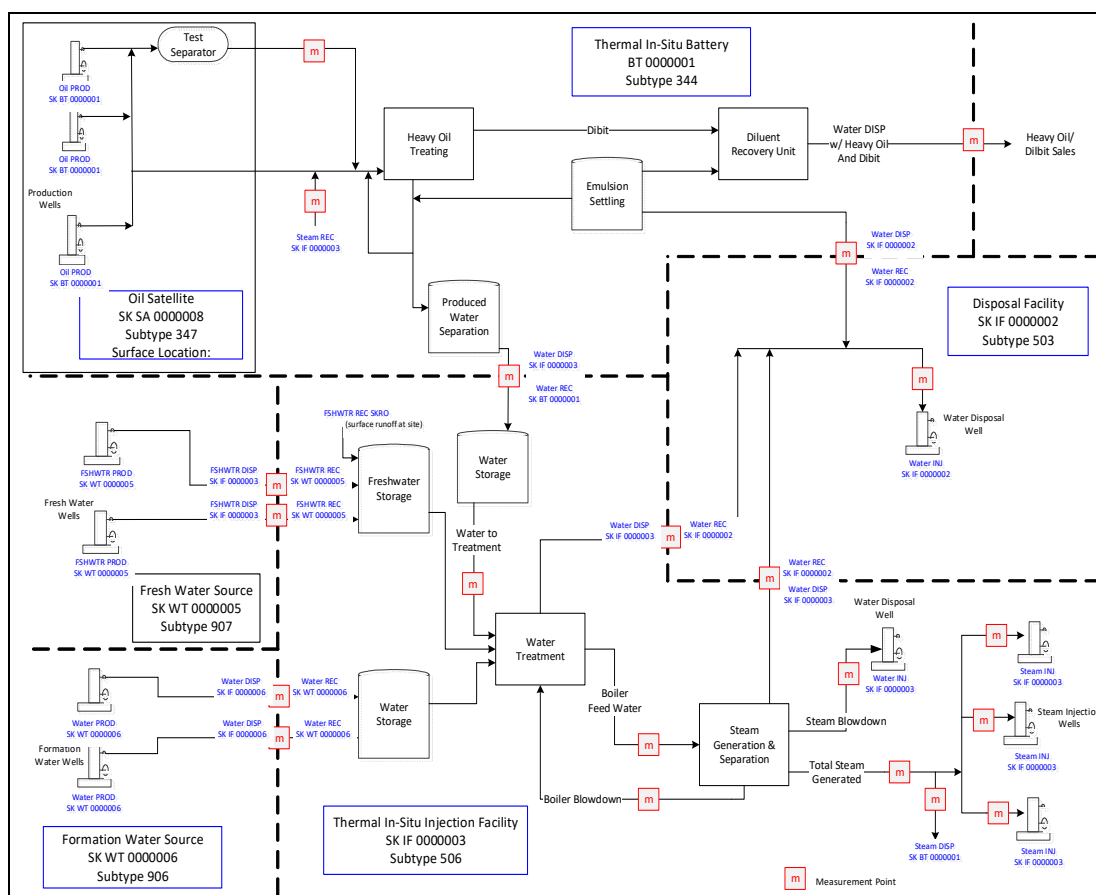 Test
Separator
m
Oil PROD
SK BT 0000001
Oil PROD
SK BT 0000001
Production
Wells
Oil PROD
SK BT 0000001
Oil Satellite
SK SA 0000008
Subtype 347
Surface Location:
Thermal In-Situ Battery
BT 0000001
Subtype 344
Heavy Oil
Treating
Dibit
Diluent
Recovery Unit
Water DISP
w/ Heavy Oil
And Dibit
m
Heavy Oil/
Dilbit Sales
Emulsion
Settling
m
Steam REC
SK IF 0000003
Water DISP
SK IF 0000002
m
Water REC
SK IF 0000002
Produced
Water
Separation
Water DISP
SK IF 0000003
m
Water REC
SK BT 0000001
Disposal Facility
SK IF 0000002
Subtype 503
m
Water Disposal
Well
Water INJ
SK IF 0000002
FSHWTR REC SKRO
(surface runoff at site)
Freshwater
Storage
Water
Storage
FSHWTR PROD
SK WT 0000005
FSHWTR DISP
SK IF 0000003
m
FSHWTR REC
SK WT 0000005
Fresh Water
Wells
FSHWTR DISP
SK IF 0000003
m
FSHWTR REC
SK WT 0000005
FSHWTR PROD
SK WT 0000005
Fresh Water Source
SK WT 0000005
Subtype 907
Water to
Treatment
m
Water DISP
SK IF 0000003
m
Water REC
SK IF 0000002
Water REC
SK IF 0000002
m
Water DISP
SK IF 0000003
Water
Treatment
Water Disposal
Well
m
Water INJ
SK IF 0000003
Steam Blowdown
Water PROD
SK WT 0000006
Water DISP
SK IF 0000006
m
Water REC
SK WT 0000006
Formation
Water Wells
Water DISP
SK IF 0000006
m
Water REC
SK WT 0000006
Water PROD
SK WT 0000006
Water
Storage
Boiler
Feed Water
m
Steam
Generation &
Separation
Total Steam
Generated
m
m
Steam INJ
SK IF 0000003
m
Steam Injection
Wells
Steam INJ
SK IF 0000003
m
Steam INJ
SK IF 0000003
m
Steam DISP
SK BT 0000001
Boiler Blowdown
m
Formation Water Source
SK WT 0000006
Subtype 906
Thermal In-Situ Injection Facility
SK IF 0000003
Subtype 506
m
Measurement Point